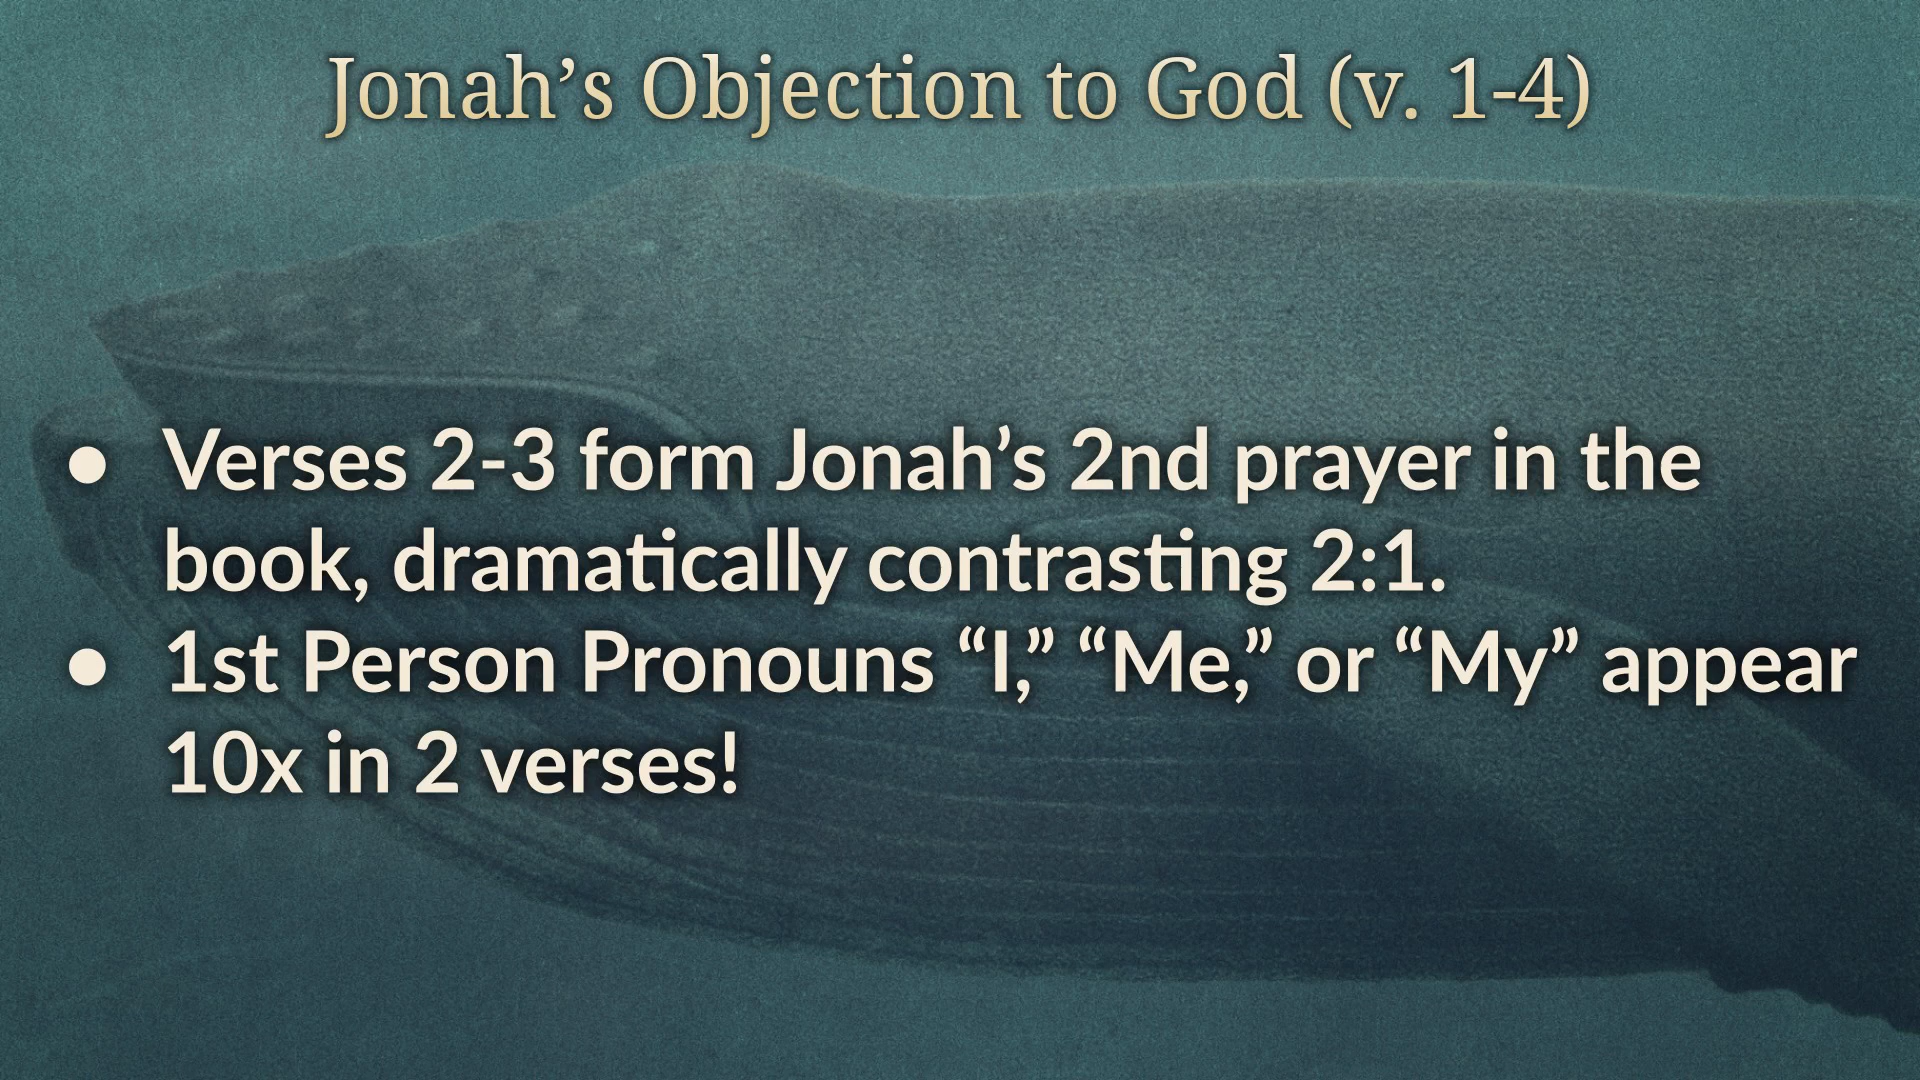 Jonah’s Objection to God (v. 1-4)
● Verses 2-3 form Jonah’s 2nd prayer in the
book, dramatically contrasting 2:1.
● 1st Person Pronouns “I,” “Me,” or “My” appear
10x in 2 verses!